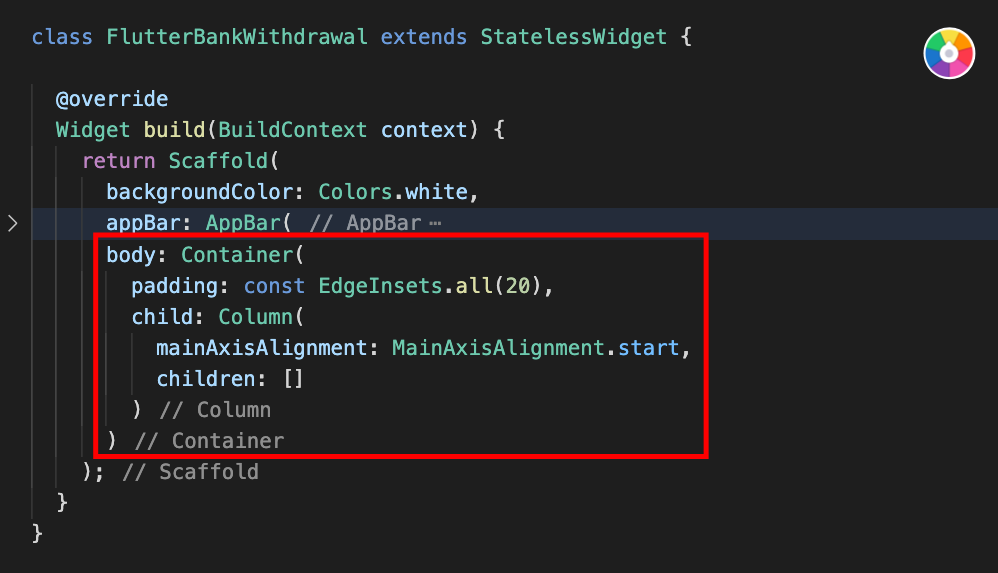 class FlutterBankWithdrawal extends StatelessWidget {
@override
Widget build(BuildContext context) {
return Scaffold(
backgroundColor: Colors.white,
appBar: AppBar( // AppBar ⋯
body: Container(
padding: const EdgeInsets.all(20),
child: Column(
mainAxisAlignment: MainAxisAlignment.start,
children: []
) // Column
) // Container
); // Scaffold
}
}